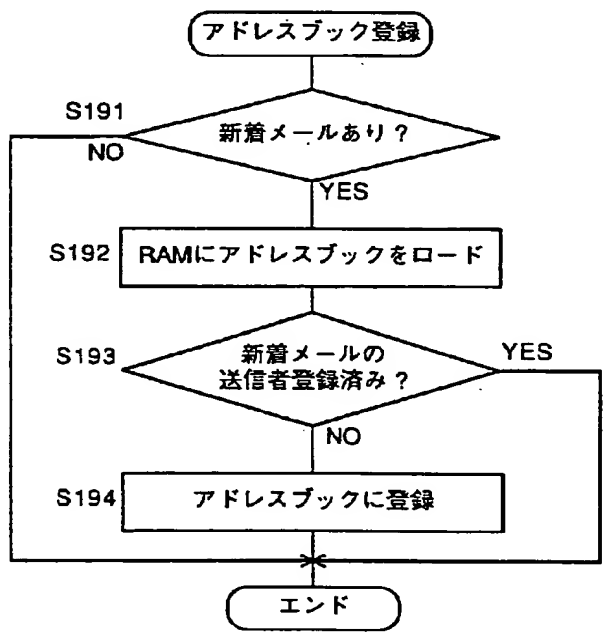 アドレスブック登録
S191
新着メールあり？
NO
YES
S192
RAMにアドレスブックをロード
S193
新着メールの
送信者登録済み？
YES
NO
S194
アドレスブックに登録
エンド